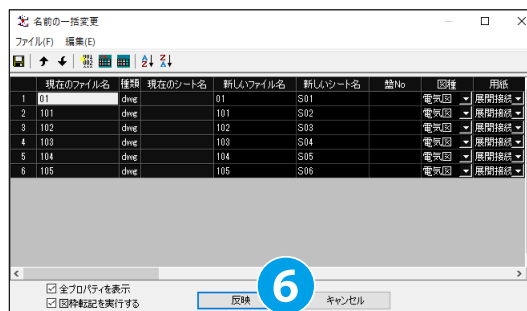 名前の一括変更
ファイル(F) 編集(E)
現在のファイル名 種類 現在のシート名 新しいファイル名 新しいシート名 盤No 図種 用紙
1 01 dwg 01 S01 電気図 展開接続
2 101 dwg 101 S02 電気図 展開接続
3 102 dwg 102 S03 電気図 展開接続
4 103 dwg 103 S04 電気図 展開接続
5 104 dwg 104 S05 電気図 展開接続
6 105 dwg 105 S06 電気図 展開接続
全プロパティを表示
図枠転記を実行する
反映 6 キャンセル